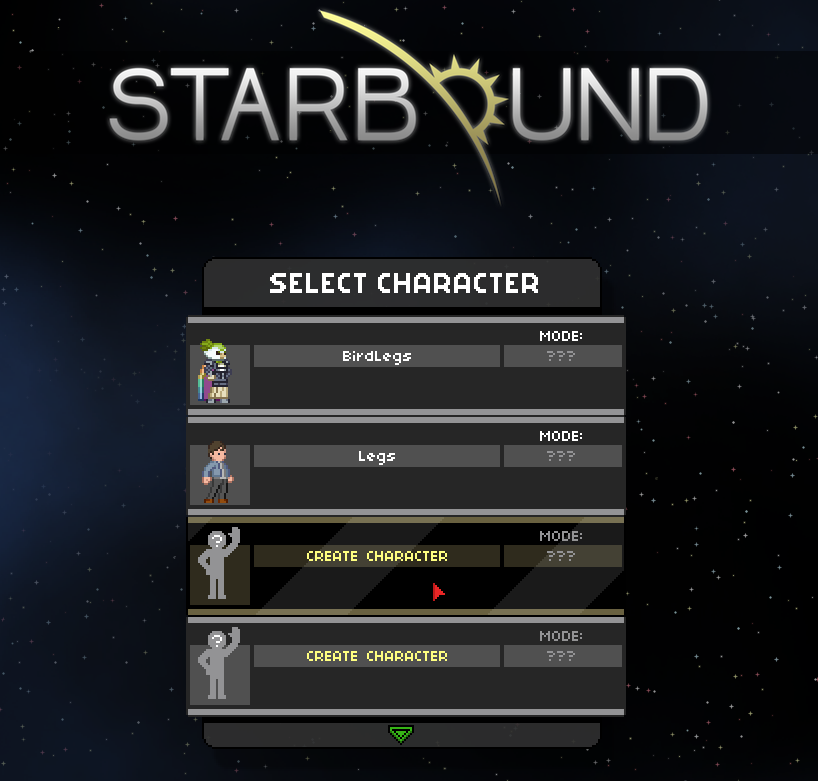 STARBOUND
SELECT CHARACTER
MODE:
BirdLegs ???
MODE:
Legs ???
?
MODE:
CREATE CHARACTER ???
?
MODE:
CREATE CHARACTER ???